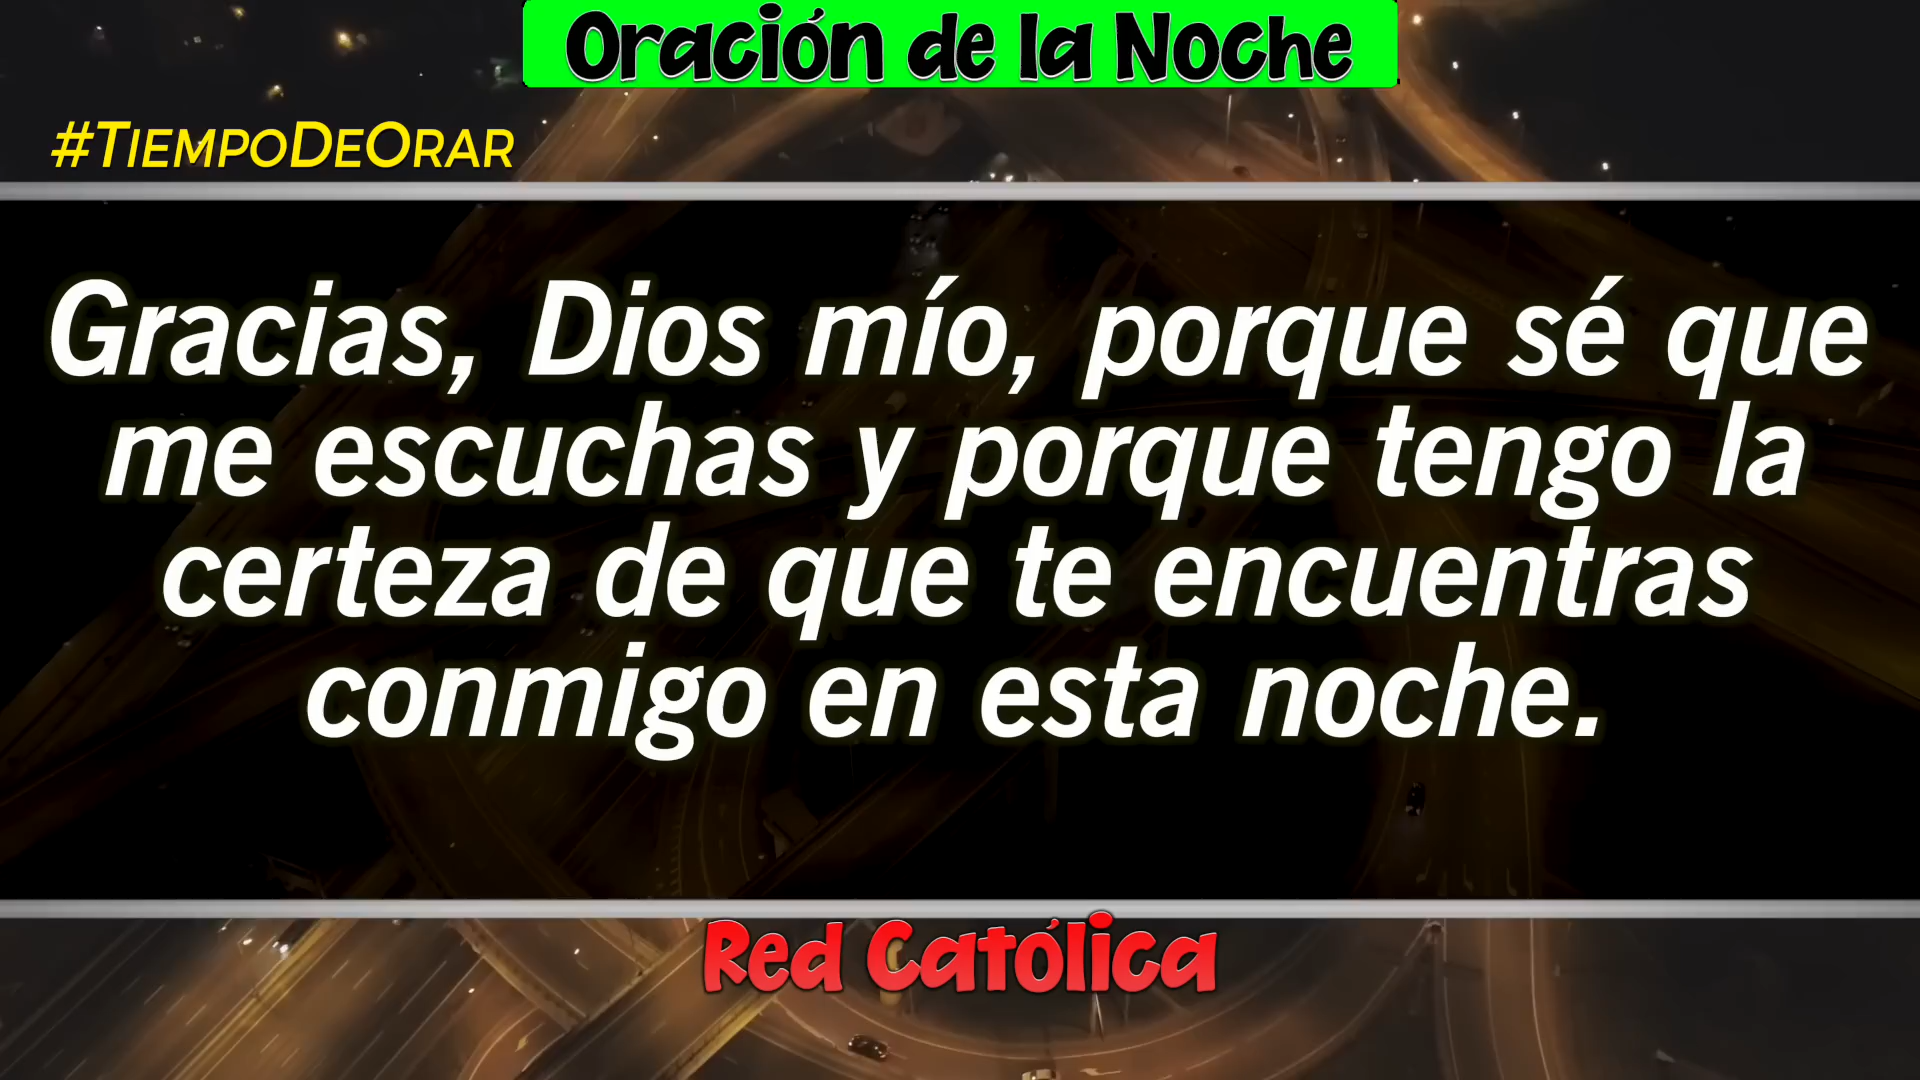 Oración de la Noche
#TiempoDeOrar
Gracias, Dios mío, porque sé que
me escuchas y porque tengo la
certeza de que te encuentras
conmigo en esta noche.
Red Católica